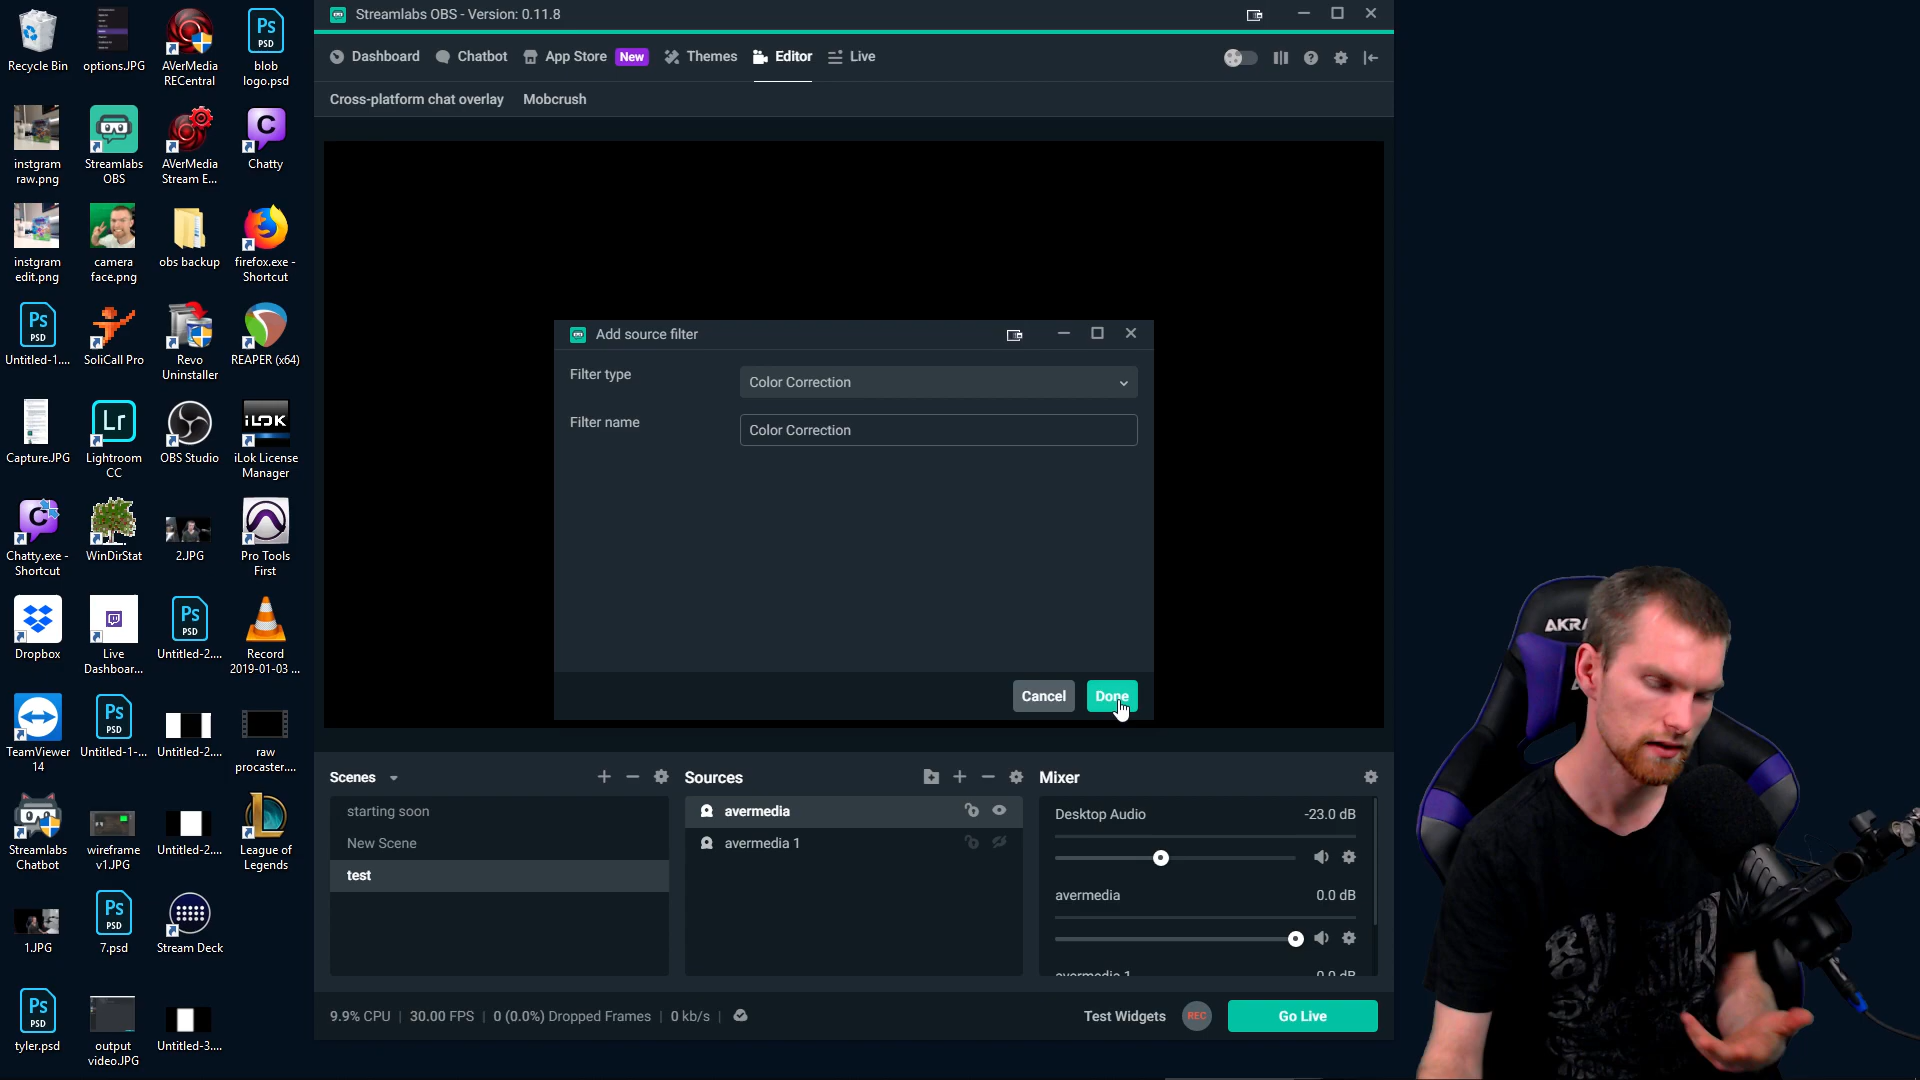 Recycle Bin
options.JPG
AVerMedia
RECentral
blob
logo.psd
instgram
raw.png
Streamlabs
OBS
AVerMedia
Stream E...
Chatty
instgram
edit.png
camera
face.png
obs backup
firefox.exe -
Shortcut
Untitled-1....
SoliCall Pro
Revo
Uninstaller
REAPER (x64)
Capture.JPG
Lightroom
CC
OBS Studio
iLOK
iLok License
Manager
Chatty.exe -
Shortcut
WinDirStat
2.JPG
Pro Tools
First
Dropbox
Live
Dashboar...
Untitled-2....
Record
2019-01-03 ...
TeamViewer
14
Untitled-1-...
Untitled-2....
raw
procaster....
Streamlabs
Chatbot
wireframe
v1.JPG
Untitled-2....
League of
Legends
1.JPG
7.psd
Stream Deck
tyler.psd
output
video.JPG
Untitled-3....
Streamlabs OBS - Version: 0.11.8
Dashboard
Chatbot
App Store
New
Themes
Editor
Live
Cross-platform chat overlay
Mobcrush
Add source filter
Filter type
Color Correction
Filter name
Color Correction
Cancel
Done
Scenes
starting soon
New Scene
test
Sources
avermedia
avermedia 1
Mixer
Desktop Audio
-23.0 dB
avermedia
0.0 dB
avermedia 1
0.0 dB
9.9% CPU | 30.00 FPS | 0 (0.0%) Dropped Frames | 0 kb/s |
Test Widgets
REC
Go Live